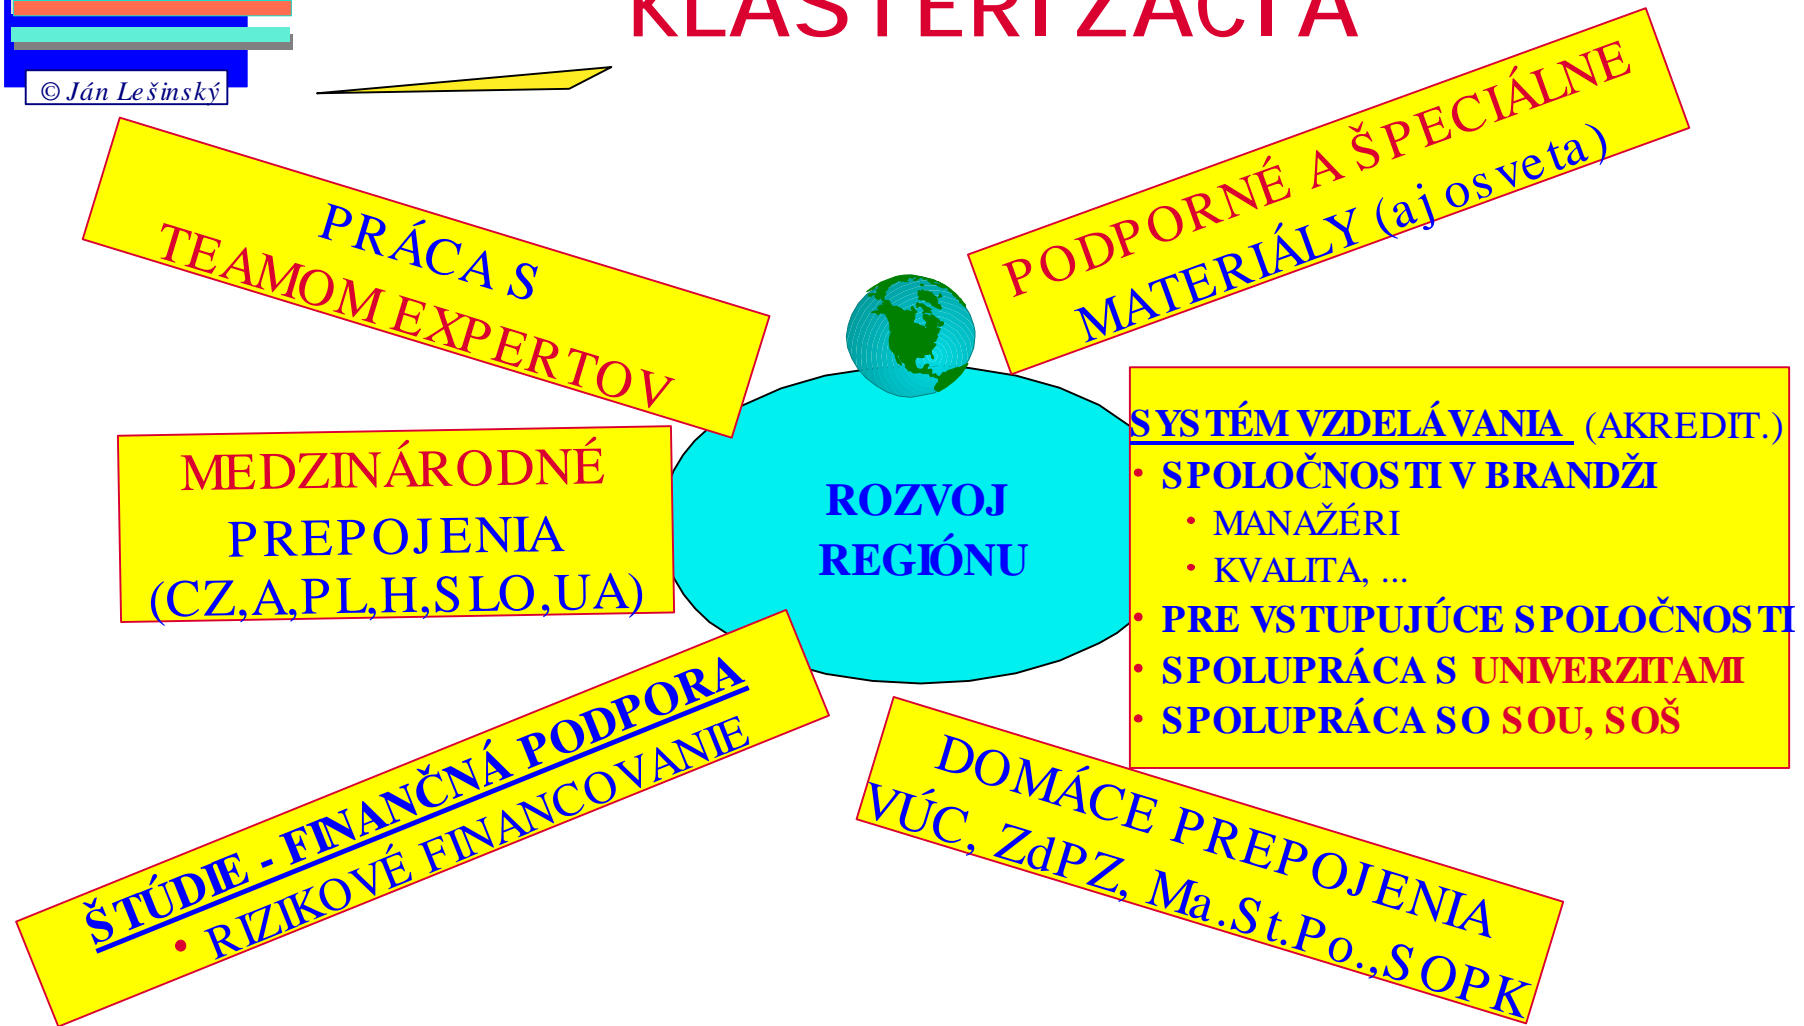 KLASTERIZÁCIA
© Ján Lešinský
PRÁCA S
TEAMOM EXPERTOV
PODPORNÉ A ŠPECIÁLNE
MATERIÁLY (aj osveta)
MEDZINÁRODNÉ
PREPOJENIA
(CZ,A,PL,H,SLO,UA)
ROZVOJ
REGIÓNU
SYSTÉM VZDELÁVANIA (AKREDIT.)
• SPOLOČNOSTI V BRANDŽI
• MANAŽÉRI
• KVALITA, ...
• PRE VSTUPUJÚCE SPOLOČNOSTI
• SPOLUPRÁCA S UNIVERZITAMI
• SPOLUPRÁCA SO SOU, SOŠ
ŠTÚDIE - FINANČNÁ PODPORA
• RIZIKOVÉ FINANCOVANIE
DOMÁCE PREPOJENIA
VÚC, ZdPZ, Ma.St.Po.,SOPK